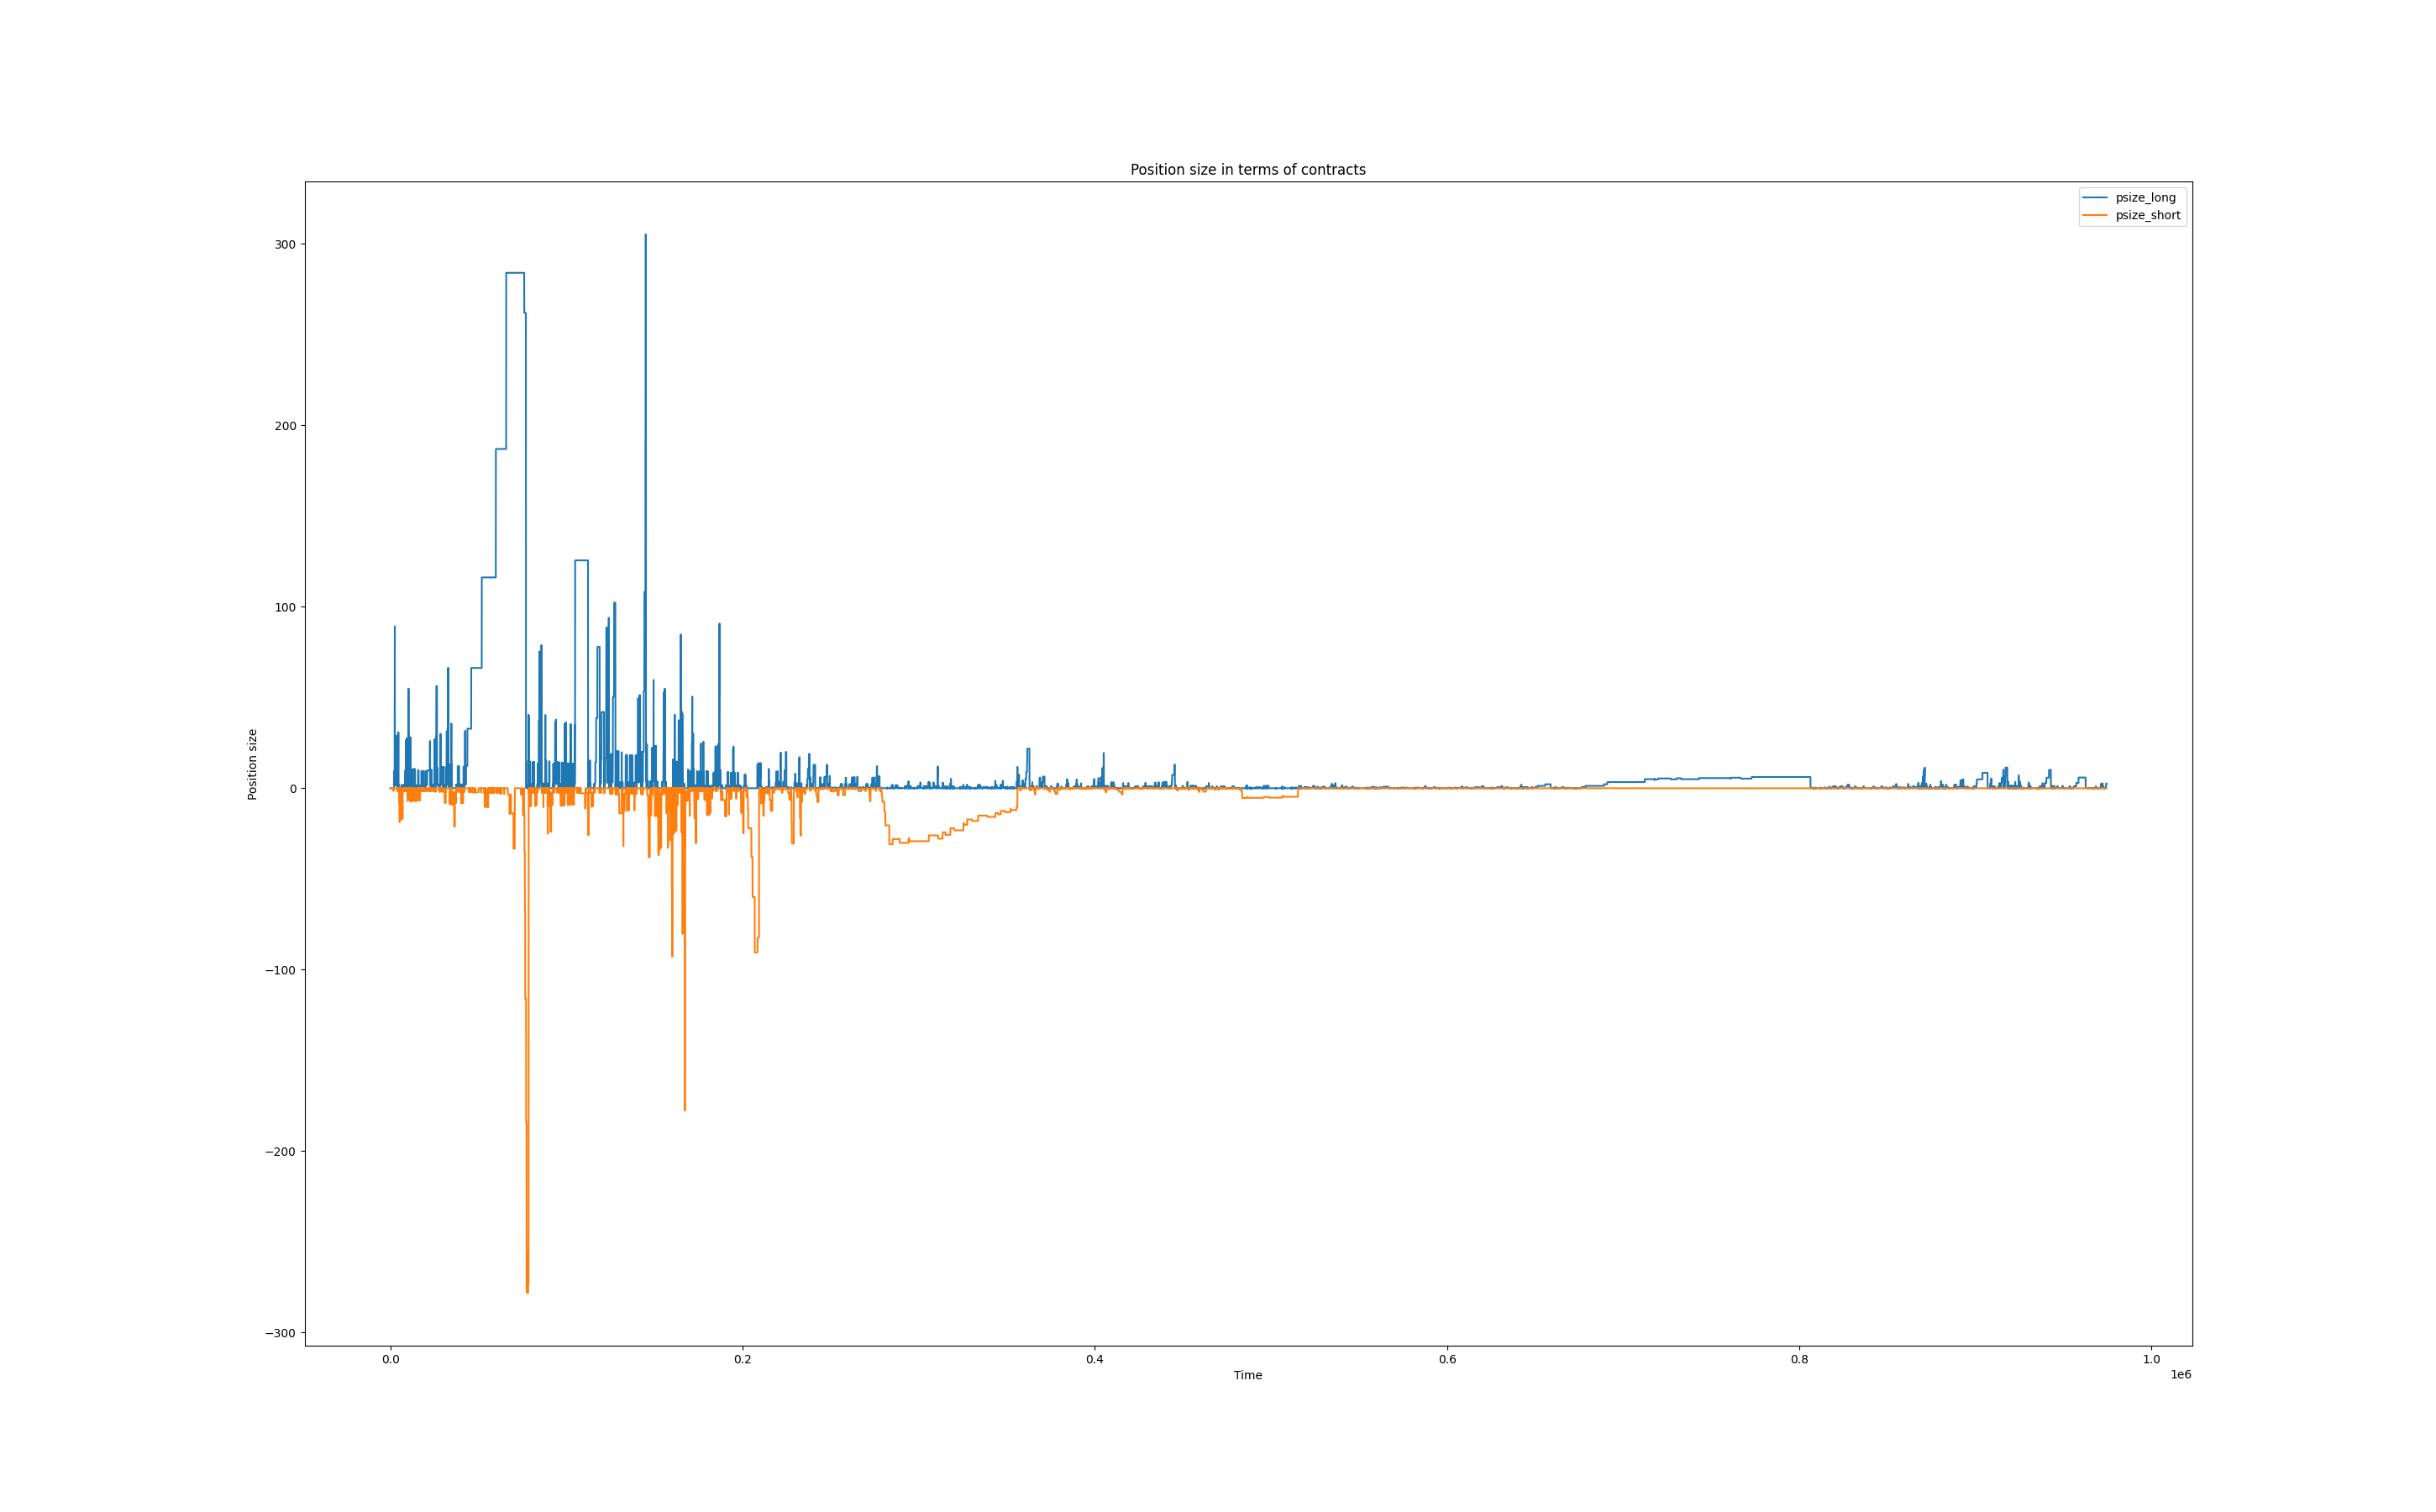 Position size in terms of contracts
psize_long
psize_short
300
200
100
0
−100
−200
−300
Position size
0.0 0.2 0.4 0.6 0.8 1.0
Time
1e6